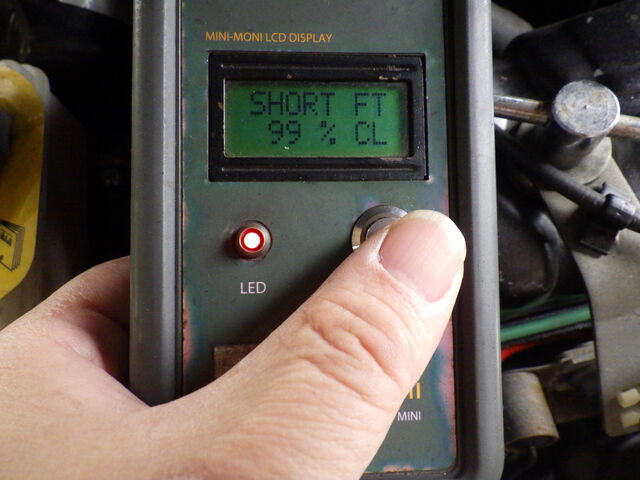 MINI-MONI LCD DISPLAY
SHORT FT
99 % CL
LED
MINI